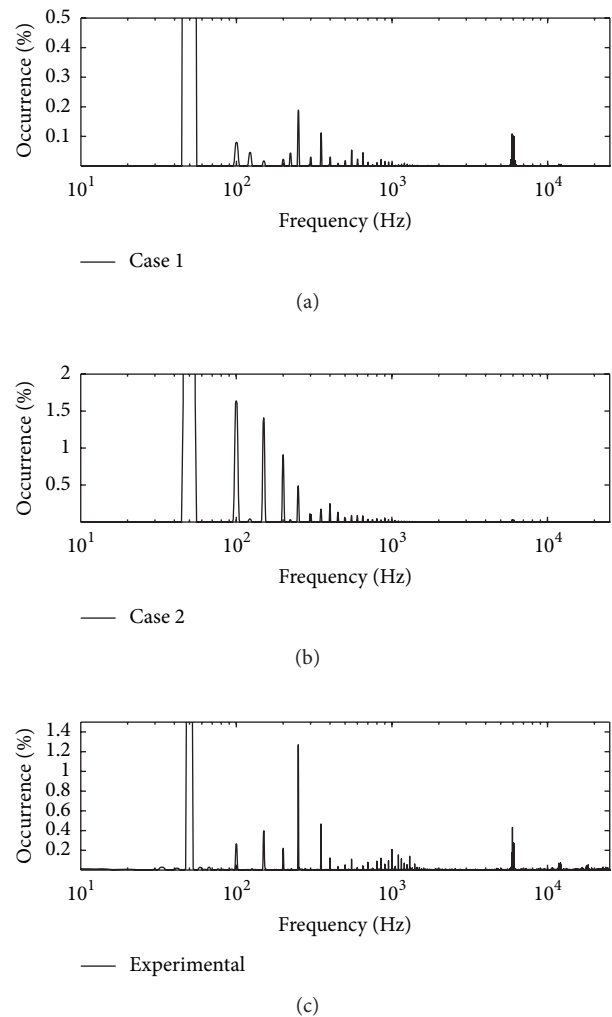 Occurrence (%)
0.5
0.4
0.3
0.2
0.1
10^1 10^2 10^3 10^4
Frequency (Hz)
Case 1
(a)
Occurrence (%)
2
1.5
1
0.5
10^1 10^2 10^3 10^4
Frequency (Hz)
Case 2
(b)
Occurrence (%)
1.4
1.2
1
0.8
0.6
0.4
0.2
10^1 10^2 10^3 10^4
Frequency (Hz)
Experimental
(c)